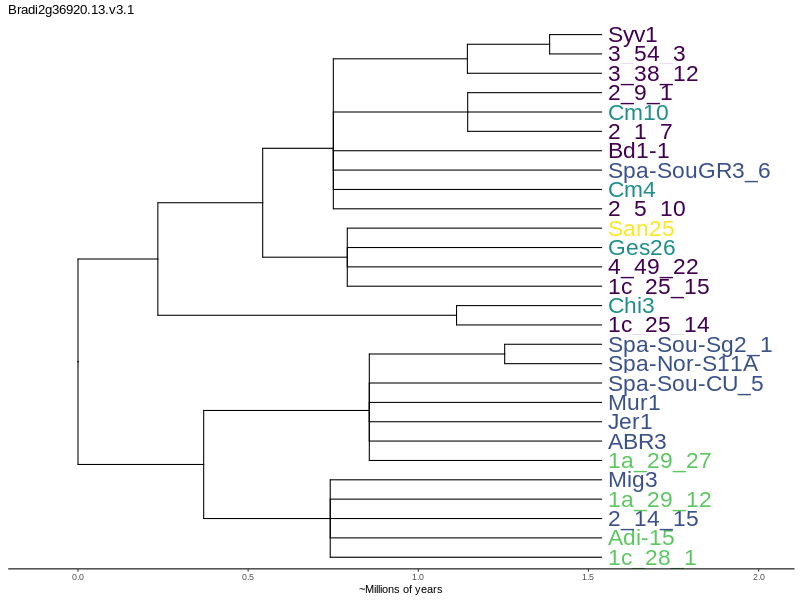 Bradi2g36920.13.v3.1
Syv1
3_54_3
3_38_12
2_9_1
Cm10
2_1_7
Bd1-1
Spa-SouGR3_6
Cm4
2_5_10
San25
Ges26
4_49_22
1c_25_15
Chi3
1c_25_14
Spa-Sou-Sg2_1
Spa-Nor-S11A
Spa-Sou-CU_5
Mur1
Jer1
ABR3
1a_29_27
Mig3
1a_29_12
2_14_15
Adi-15
1c_28_1
0.0 0.5 1.0 1.5 2.0
~Millions of years